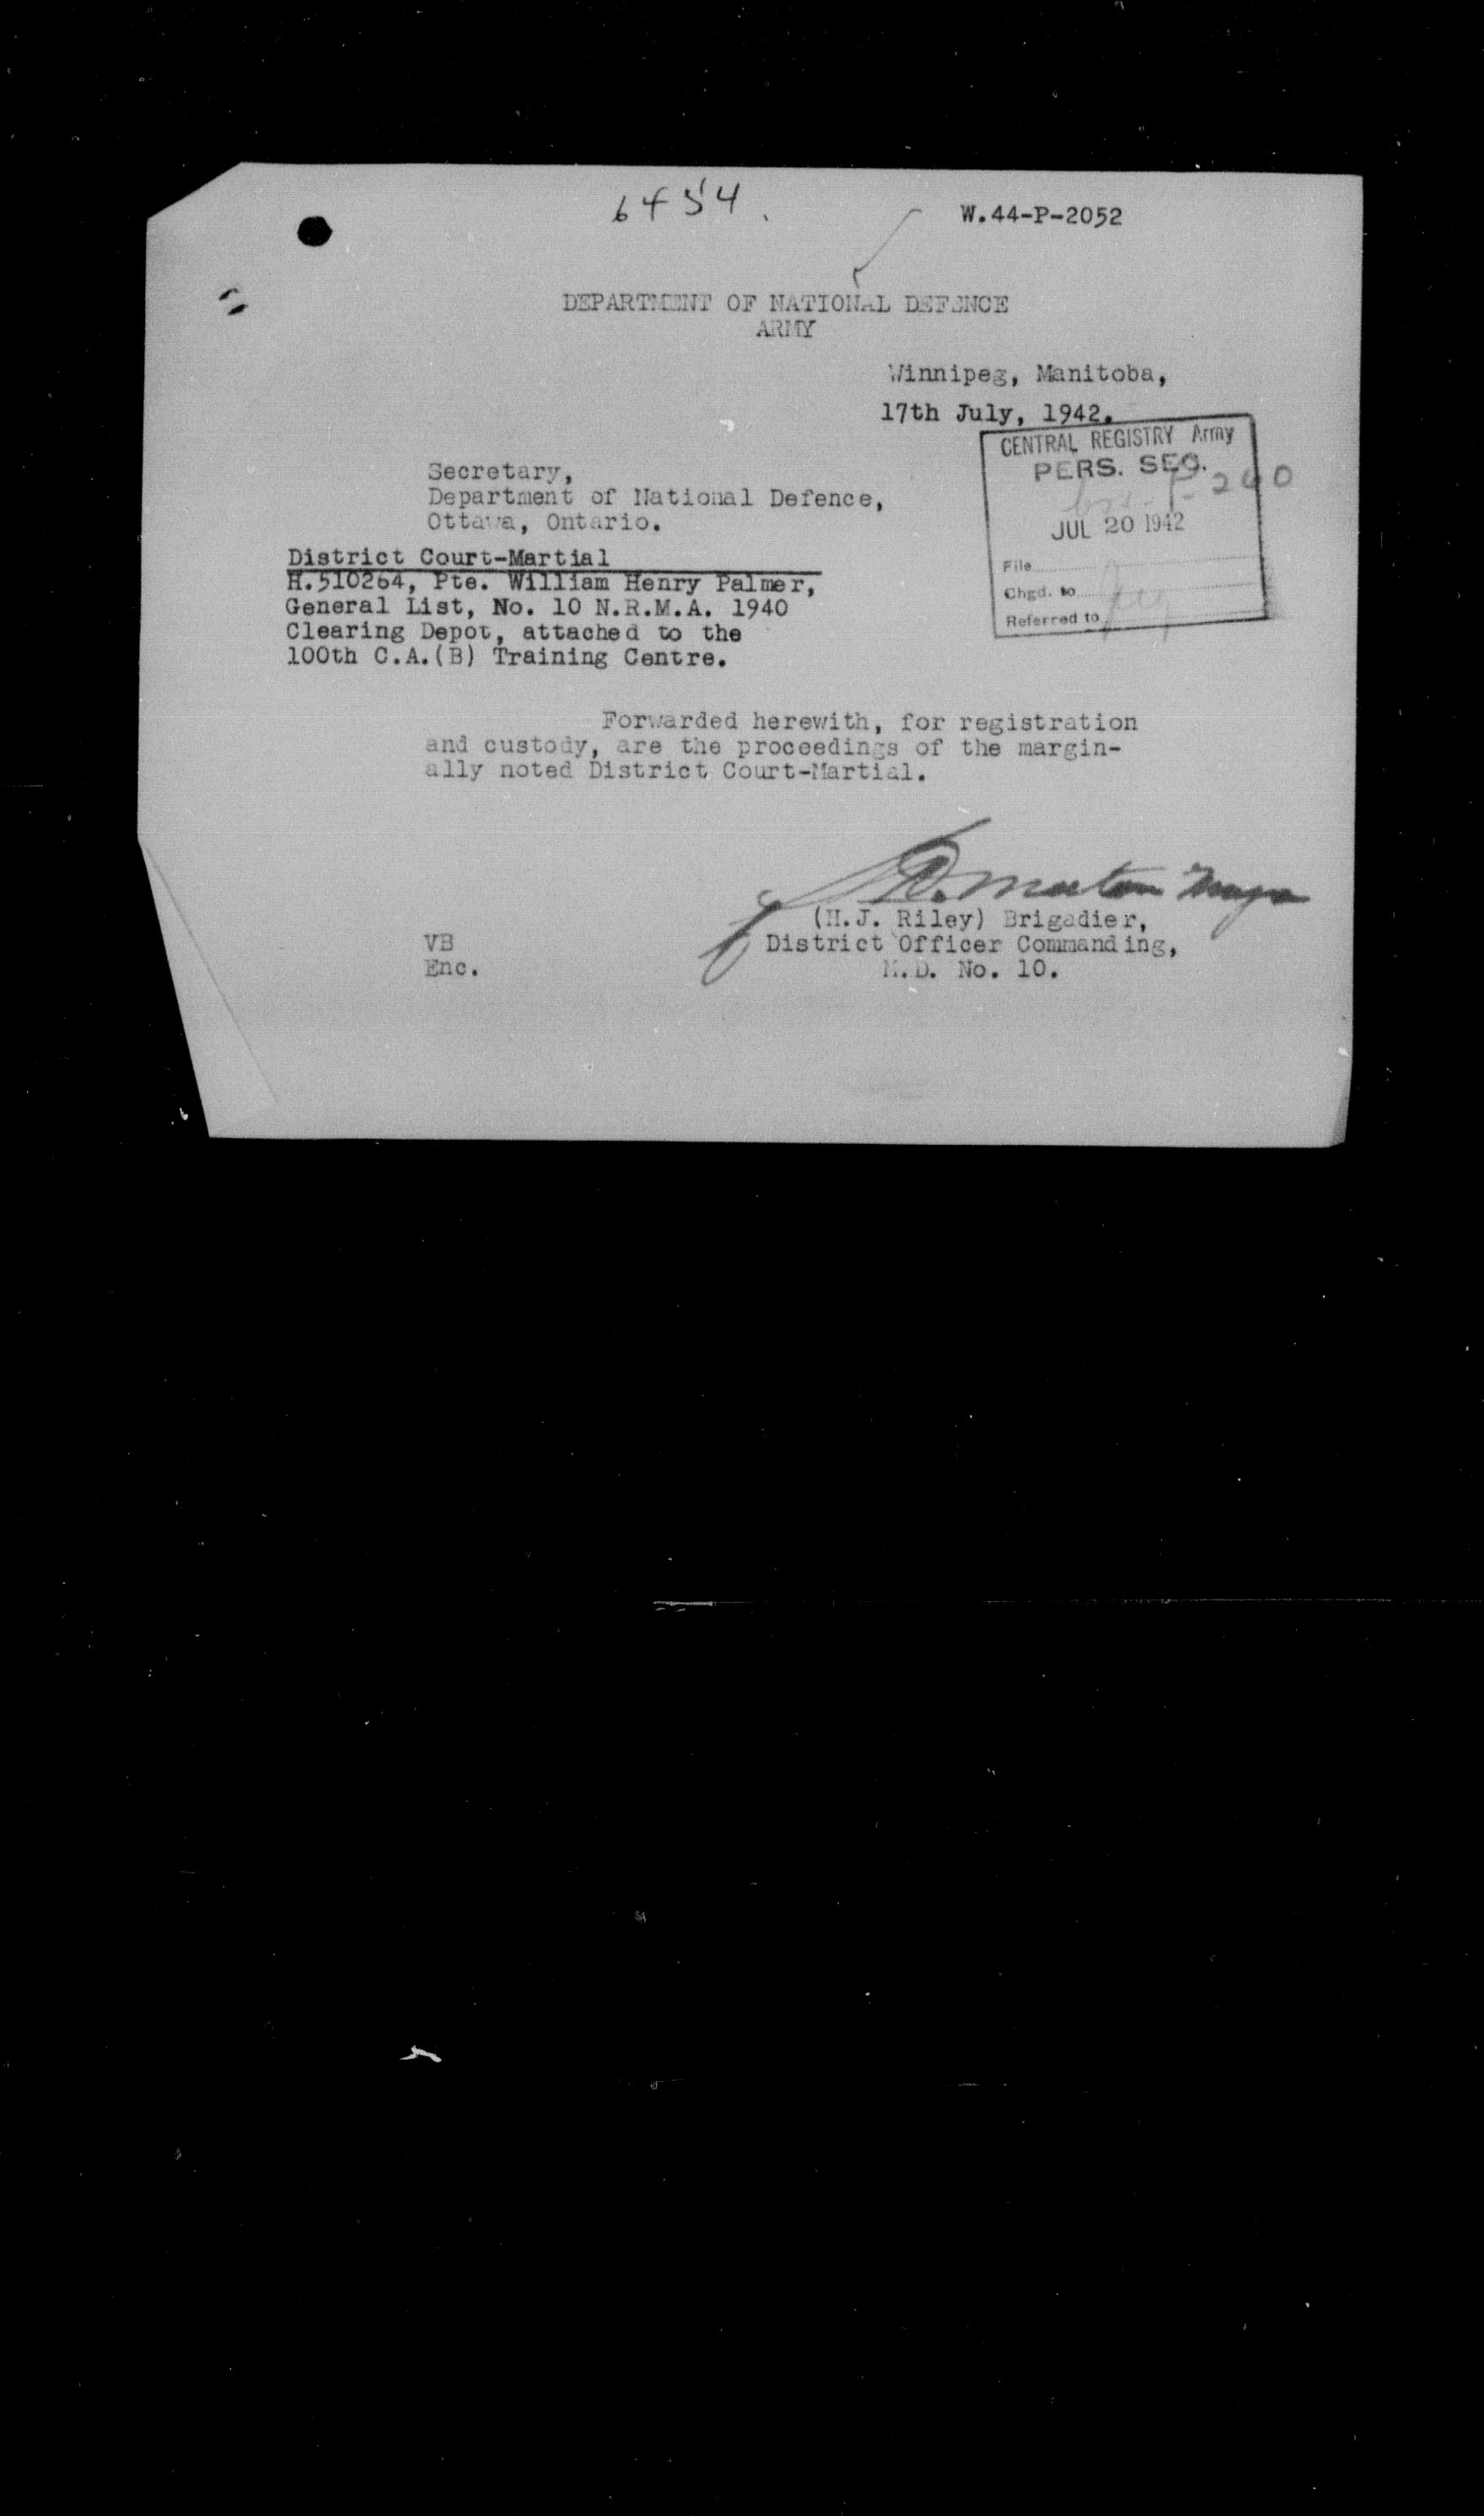 6454.
W.44-P-2052
DEPARTMENT OF NATIONAL DEFENCE
ARMY
Winnipeg, Manitoba,
17th July, 1942.
CENTRAL REGISTRY Army
PERS. SEC.
P-240
JUL 20 1942
File
Chgd. to
Referred to
Secretary,
Department of National Defence,
Ottawa, Ontario.
District Court-Martial
H.510264, Pte. William Henry Palmer,
General List, No. 10 N.R.M.A. 1940
Clearing Depot, attached to the
100th C.A.(B) Training Centre.
Forwarded herewith, for registration
and custody, are the proceedings of the margin-
ally noted District Court-Martial.
(H.J. Riley) Brigadier,
District Officer Commanding,
M.D. No. 10.
VB
Enc.